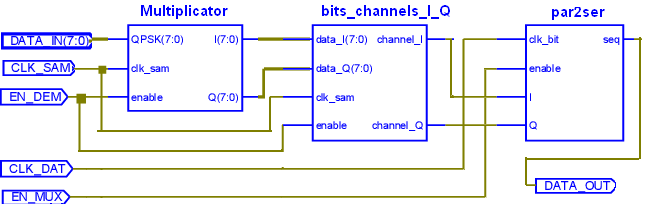 Multiplicator
bits_channels_I_Q
par2ser
DATA_IN(7:0)
QPSK(7:0)
I(7:0)
data_I(7:0)
channel_I
clk_bit
seq
CLK_SAM
clk_sam
data_Q(7:0)
enable
EN_DEM
enable
Q(7:0)
clk_sam
I
enable
channel_Q
Q
CLK_DAT
DATA_OUT
EN_MUX